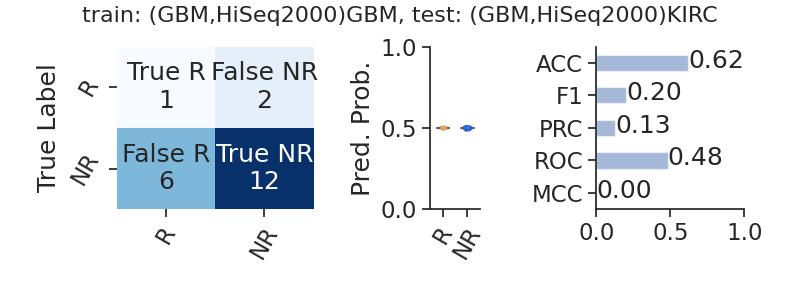 train: (GBM,HiSeq2000)GBM, test: (GBM,HiSeq2000)KIRC
True Label
R
NR
True R
1
False NR
2
False R
6
True NR
12
R
NR
Pred. Prob.
1.0
0.5
0.0
R
NR
ACC
0.62
F1
0.20
PRC
0.13
ROC
0.48
MCC
0.00
0.0
0.5
1.0